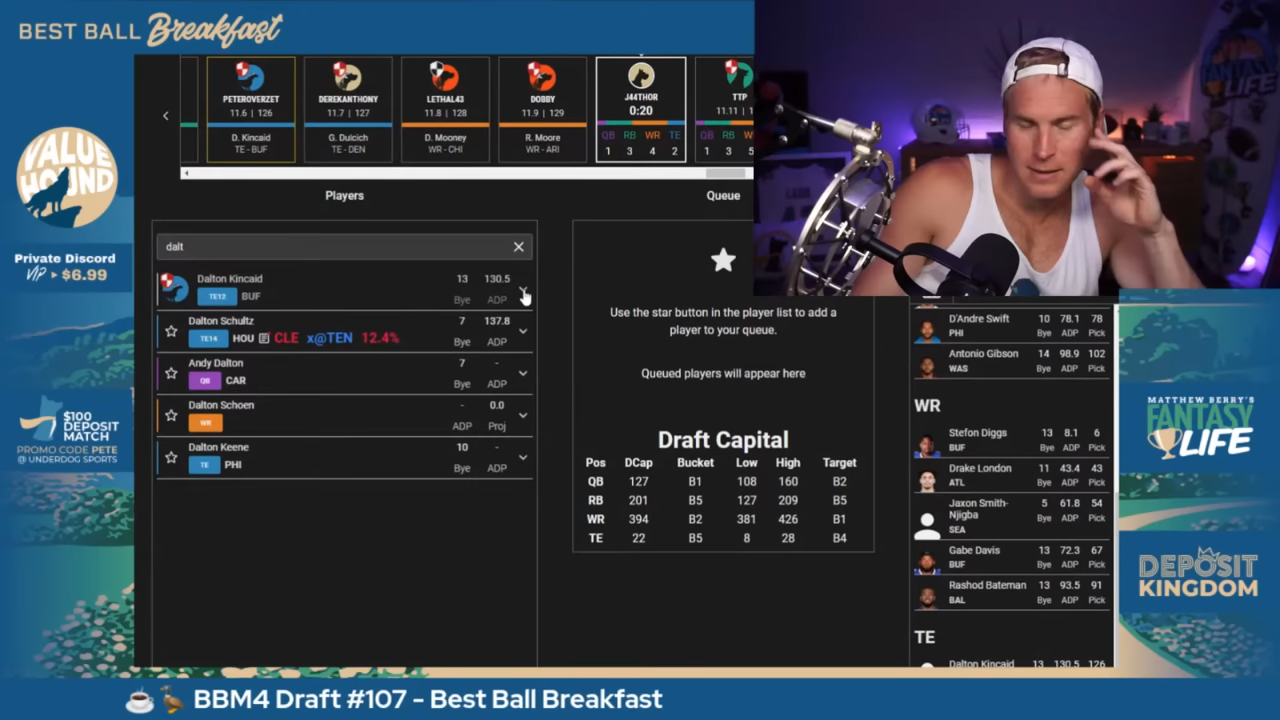 BEST BALL Breakfast
PETEROVERZET
11.6 | 126
D. Kincaid
TE - BUF
DEREKANTHONY
11.7 | 127
G. Dulcich
TE - DEN
LETHAL43
11.8 | 128
D. Mooney
WR - CHI
DOBBY
11.9 | 129
R. Moore
WR - ARI
J44THOR
0:20
QB RB WR TE
1 3 4 2
TTP
11.11 | 1
QB RB W
1 3 5
Players
Queue
dalt
Dalton Kincaid 13 130.5
TE12 BUF Bye ADP
Dalton Schultz 7 137.8
TE14 HOU CLE x@TEN 12.4% Bye ADP
Andy Dalton 7 -
QB CAR Bye ADP
Dalton Schoen - 0.0
WR ADP Proj
Dalton Keene 10 -
TE PHI Bye ADP
Use the star button in the player list to add a
player to your queue.
Queued players will appear here
Draft Capital
Pos DCap Bucket Low High Target
QB 127 B1 108 160 B2
RB 201 B5 127 209 B5
WR 394 B2 381 426 B1
TE 22 B5 8 28 B4
D'Andre Swift 10 78.1 78
PHI Bye ADP Pick
Antonio Gibson 14 98.9 102
WAS Bye ADP Pick
WR
Stefon Diggs 13 8.1 6
BUF Bye ADP Pick
Drake London 11 43.4 43
ATL Bye ADP Pick
Jaxon Smith- 5 61.8 54
Njigba Bye ADP Pick
SEA
Gabe Davis 13 72.3 67
BUF Bye ADP Pick
Rashod Bateman 13 93.5 91
BAL Bye ADP Pick
TE
Dalton Kincaid 13 130.5 126
VALUE
HOUND
Private Discord
VIP ▸ $6.99
$100
DEPOSIT
MATCH
PROMO CODE PETE
@ UNDERDOG SPORTS
MATTHEW BERRY'S
FANTASY
LIFE
DEPOSIT
KINGDOM
FANTASY
LIFE
BBM4 Draft #107 - Best Ball Breakfast